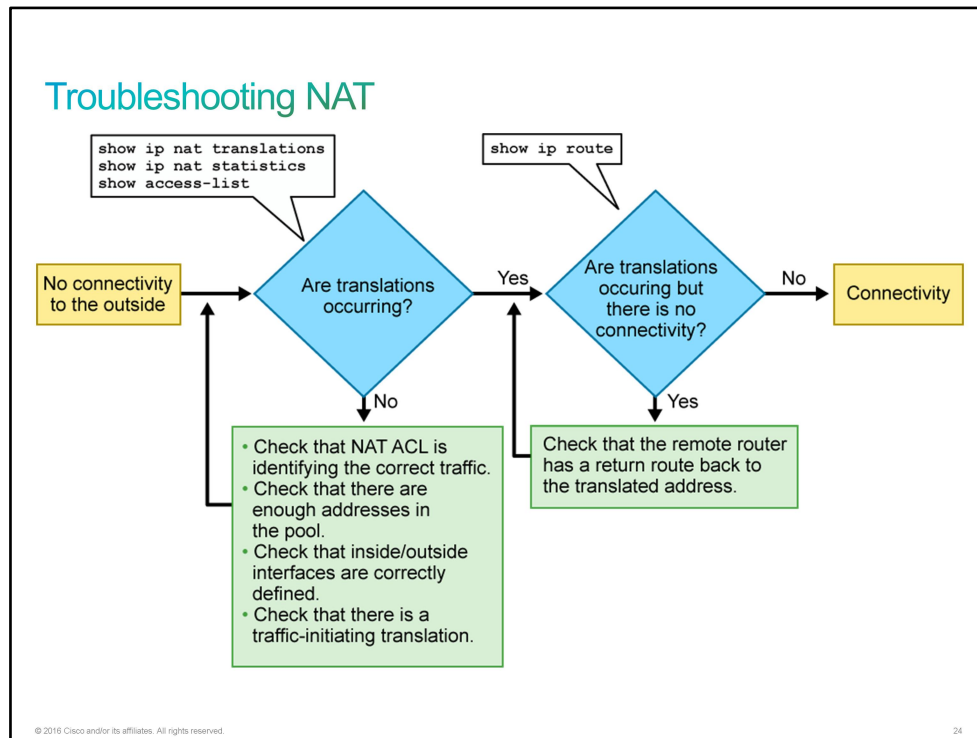 Troubleshooting NAT
show ip nat translations
show ip nat statistics
show access-list
show ip route
No connectivity
to the outside
Are translations
occurring?
Yes
Are translations
occuring but
there is no
connectivity?
No
Connectivity
No
• Check that NAT ACL is
identifying the correct traffic.
• Check that there are
enough addresses in
the pool.
• Check that inside/outside
interfaces are correctly
defined.
• Check that there is a
traffic-initiating translation.
Yes
Check that the remote router
has a return route back to
the translated address.
© 2016 Cisco and/or its affiliates. All rights reserved.
24